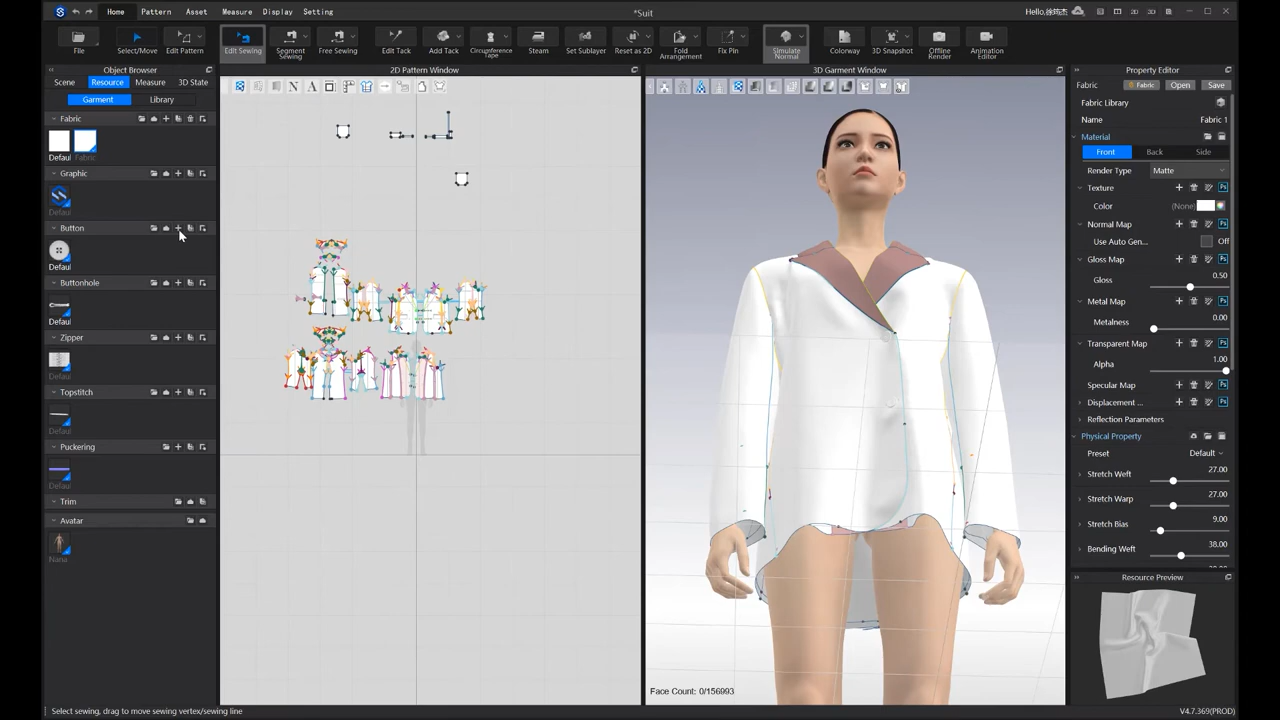 Home
Pattern
Asset
Measure
Display
Setting
*Suit
Hello,徐筠杰
File
Select/Move
Edit Pattern
Edit Sewing
Segment Sewing
Free Sewing
Edit Tack
Add Tack
Circumference Tape
Steam
Set Sublayer
Reset as 2D
Fold Arrangement
Fix Pin
Simulate Normal
Colorway
3D Snapshot
Offline Render
Animation Editor
Object Browser
2D Pattern Window
3D Garment Window
Property Editor
Scene
Resource
Measure
3D State
Garment
Library
Fabric
Defaul
Fabric
Graphic
Defaul
Button
Defaul
Buttonhole
Defaul
Zipper
Defaul
Topstitch
Defaul
Puckering
Defaul
Trim
Avatar
Nana
Face Count: 0/156993
Fabric
Fabric
Open
Save
Fabric Library
Name
Fabric 1
Material
Front
Back
Side
Render Type
Matte
Texture
Color
(None)
Normal Map
Use Auto Gen...
Off
Gloss Map
Gloss
0.50
Metal Map
Metalness
0.00
Transparent Map
Alpha
1.00
Specular Map
Displacement ...
Reflection Parameters
Physical Property
Preset
Default
Stretch Weft
27.00
Stretch Warp
27.00
Stretch Bias
9.00
Bending Weft
38.00
Resource Preview
Select sewing, drag to move sewing vertex/sewing line
V4.7.369(PROD)